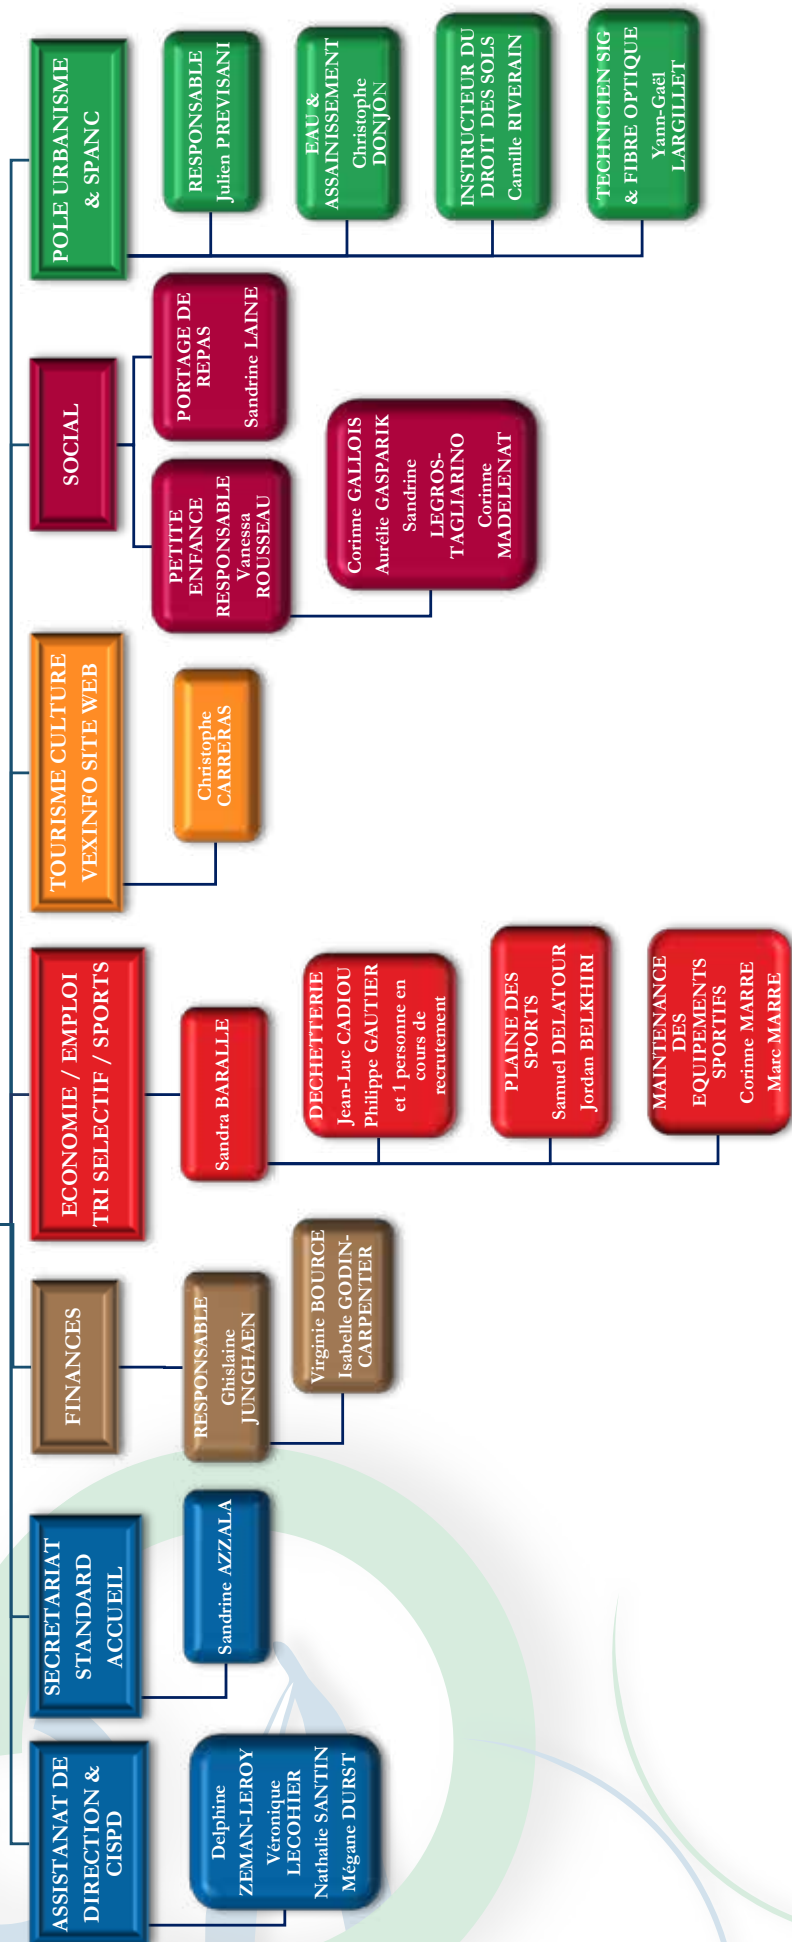 ASSISTANAT DE
DIRECTION &
CISPD
Delphine
ZEMAN-LEROY
Véronique
LECOHIER
Nathalie SANTIN
Mégane DURST
SECRETARIAT
STANDARD
ACCUEIL
Sandrine AZZALA
FINANCES
RESPONSABLE
Ghislaine
JUNGHAEN
Virginie BOURCE
Isabelle GODIN-
CARPENTER
ECONOMIE / EMPLOI
TRI SELECTIF / SPORTS
Sandra BARALLE
DECHETTERIE
Jean-Luc CADIOU
Philippe GAUTIER
et 1 personne en
cours de
recrutement
PLAINE DES
SPORTS
Samuel DELATOUR
Jordan BELKHIRI
MAINTENANCE
DES
EQUIPEMENTS
SPORTIFS
Corinne MARRE
Marc MARRE
TOURISME CULTURE
VEXINFO SITE WEB
Christophe
CARRERAS
SOCIAL
PETITE
ENFANCE
RESPONSABLE
Vanessa
ROUSSEAU
Corinne GALLOIS
Aurélie GASPARIK
Sandrine
LEGROS-
TAGLIARINO
Corinne
MADELENAT
PORTAGE DE
REPAS
Sandrine LAINE
POLE URBANISME
& SPANC
RESPONSABLE
Julien PREVISANI
EAU &
ASSAINISSEMENT
Christophe
DONJON
INSTRUCTEUR DU
DROIT DES SOLS
Camille RIVERAIN
TECHNICIEN SIG
& FIBRE OPTIQUE
Yann-Gaël
LARGILLET